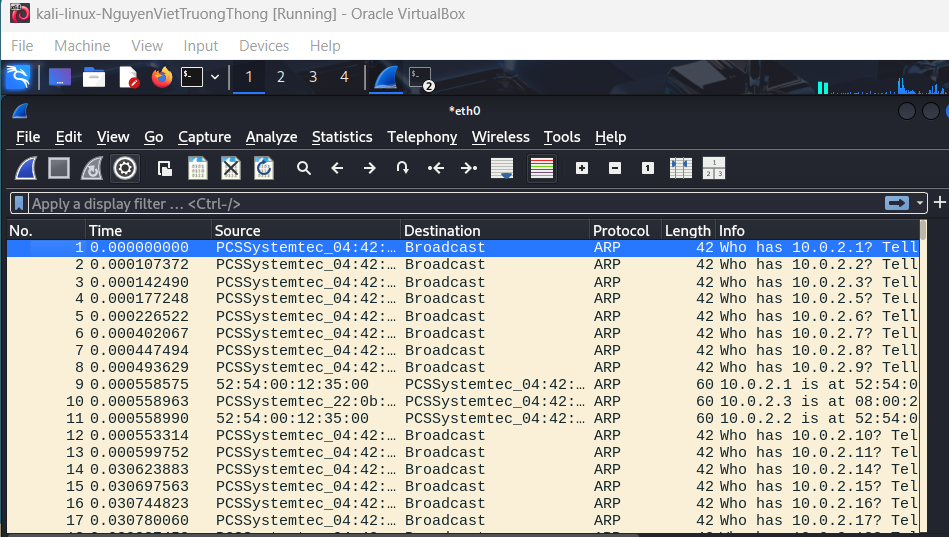 kali-linux-NguyenVietTruongThong [Running] - Oracle VirtualBox
File Machine View Input Devices Help
1 2 3 4 2
*eth0
File Edit View Go Capture Analyze Statistics Telephony Wireless Tools Help
Apply a display filter … <Ctrl-/>
No. Time Source Destination Protocol Length Info
1 0.000000000 PCSSystemtec_04:42:… Broadcast ARP 42 Who has 10.0.2.1? Tell
2 0.000107372 PCSSystemtec_04:42:… Broadcast ARP 42 Who has 10.0.2.2? Tell
3 0.000142490 PCSSystemtec_04:42:… Broadcast ARP 42 Who has 10.0.2.3? Tell
4 0.000177248 PCSSystemtec_04:42:… Broadcast ARP 42 Who has 10.0.2.5? Tell
5 0.000226522 PCSSystemtec_04:42:… Broadcast ARP 42 Who has 10.0.2.6? Tell
6 0.000402067 PCSSystemtec_04:42:… Broadcast ARP 42 Who has 10.0.2.7? Tell
7 0.000447494 PCSSystemtec_04:42:… Broadcast ARP 42 Who has 10.0.2.8? Tell
8 0.000493629 PCSSystemtec_04:42:… Broadcast ARP 42 Who has 10.0.2.9? Tell
9 0.000558575 52:54:00:12:35:00 PCSSystemtec_04:42:… ARP 60 10.0.2.1 is at 52:54:0
10 0.000558963 PCSSystemtec_22:0b:… PCSSystemtec_04:42:… ARP 60 10.0.2.3 is at 08:00:2
11 0.000558990 52:54:00:12:35:00 PCSSystemtec_04:42:… ARP 60 10.0.2.2 is at 52:54:0
12 0.000553314 PCSSystemtec_04:42:… Broadcast ARP 42 Who has 10.0.2.10? Tel
13 0.000599752 PCSSystemtec_04:42:… Broadcast ARP 42 Who has 10.0.2.11? Tel
14 0.030623883 PCSSystemtec_04:42:… Broadcast ARP 42 Who has 10.0.2.14? Tel
15 0.030697563 PCSSystemtec_04:42:… Broadcast ARP 42 Who has 10.0.2.15? Tel
16 0.030744823 PCSSystemtec_04:42:… Broadcast ARP 42 Who has 10.0.2.16? Tel
17 0.030780060 PCSSystemtec_04:42:… Broadcast ARP 42 Who has 10.0.2.17? Tel